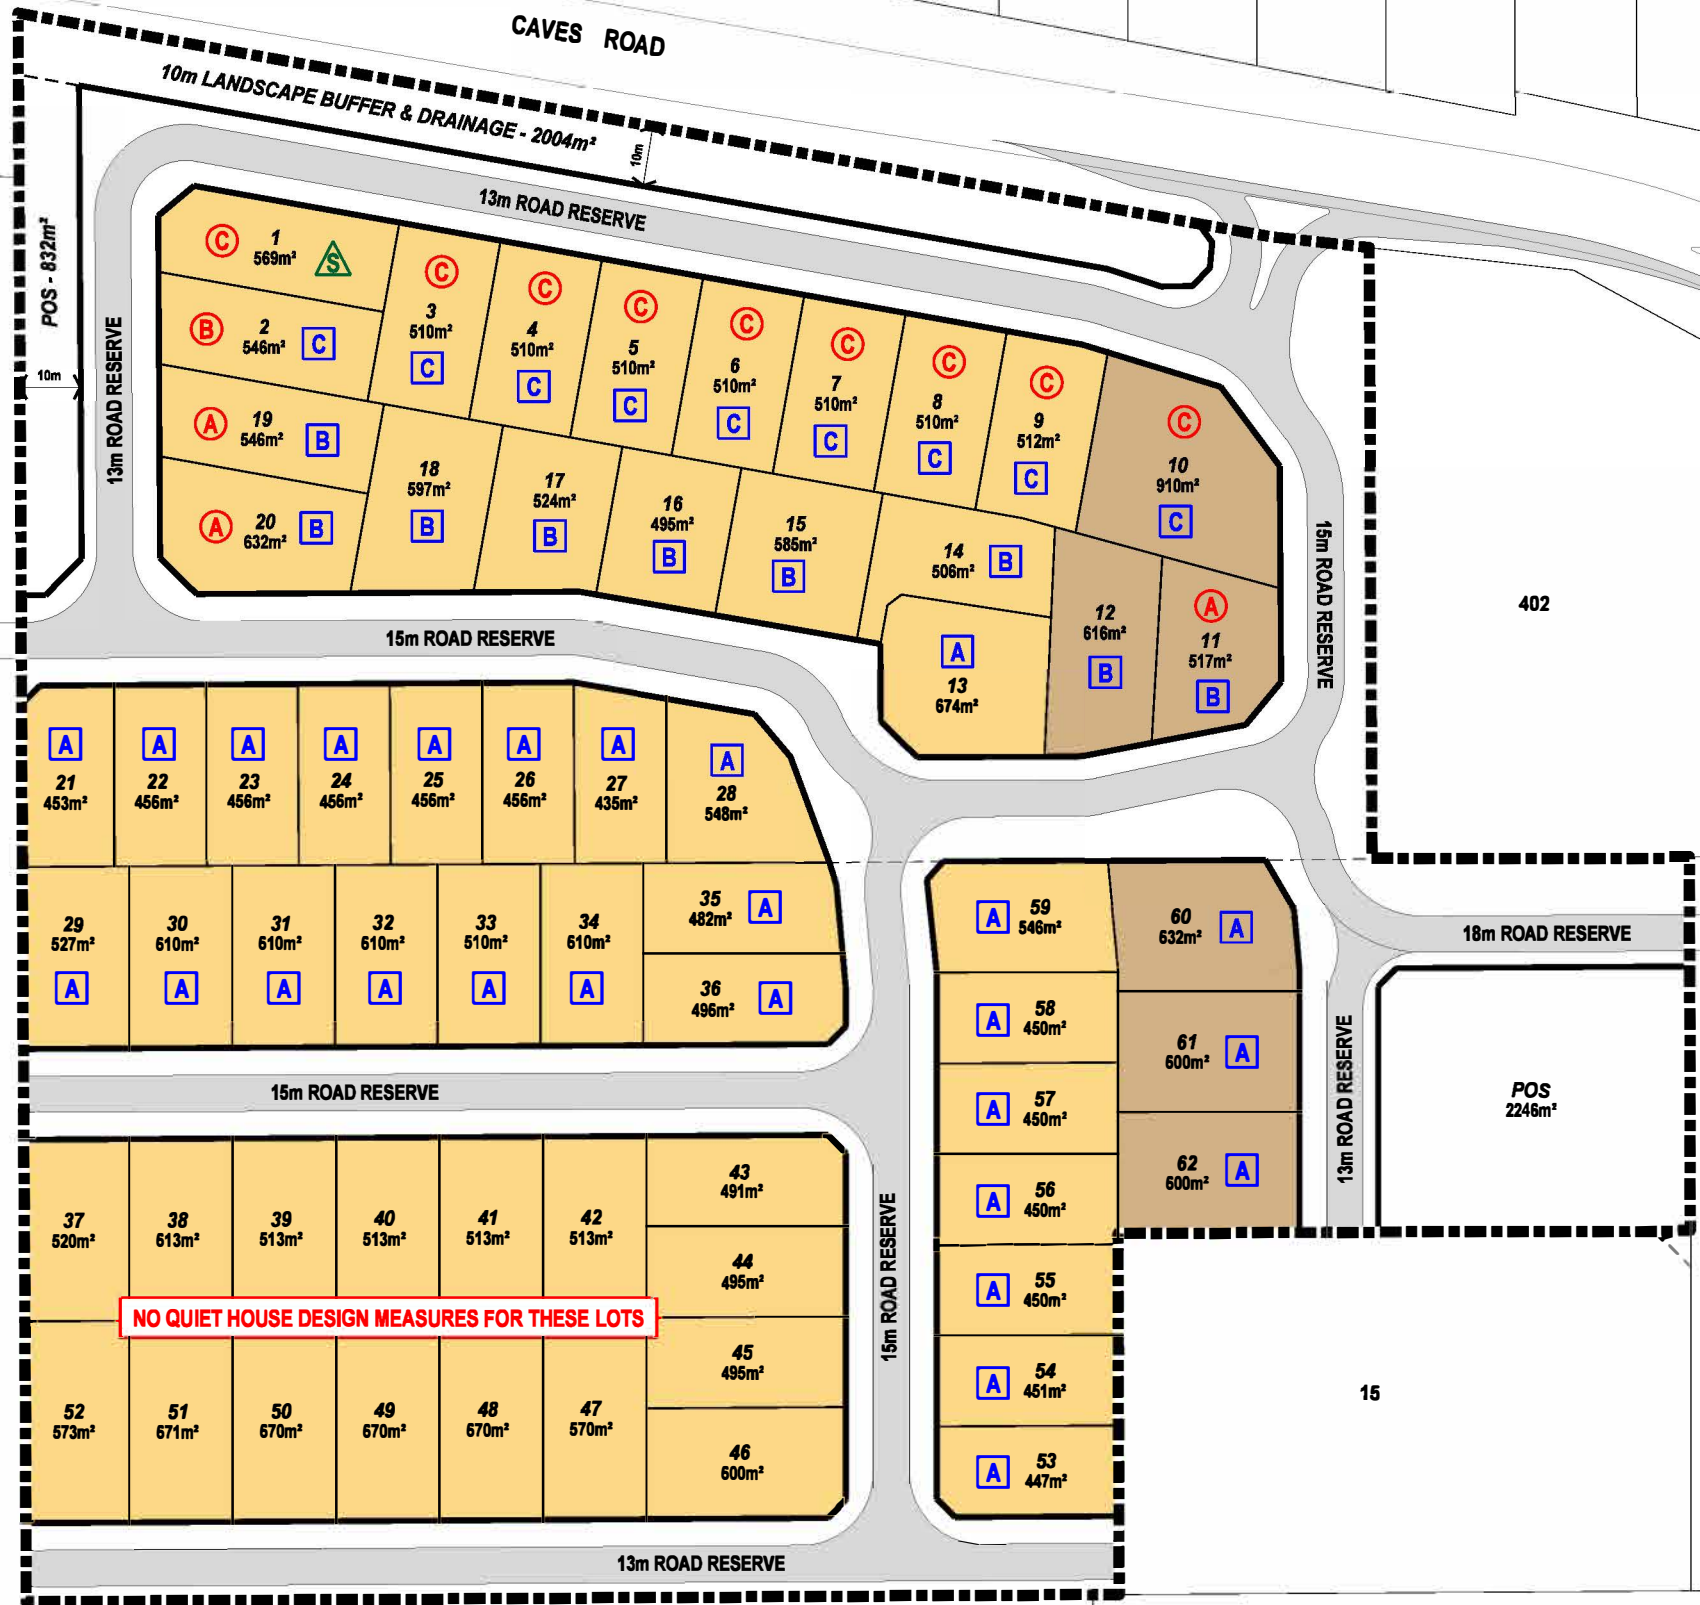 CAVES ROAD
10m LANDSCAPE BUFFER & DRAINAGE - 2004m²
10m
13m ROAD RESERVE
POS - 832m²
10m
13m ROAD RESERVE
C
1
569m²
S
B
2
546m²
C
C
3
510m²
C
C
4
510m²
C
C
5
510m²
C
C
6
510m²
C
C
7
510m²
C
C
8
510m²
C
C
9
512m²
C
C
10
910m²
C
A
19
546m²
B
A
20
632m²
B
18
597m²
B
17
524m²
B
16
495m²
B
15
585m²
B
14
506m²
B
A
13
674m²
12
616m²
B
A
11
517m²
B
15m ROAD RESERVE
402
15m ROAD RESERVE
A
21
453m²
A
22
456m²
A
23
456m²
A
24
456m²
A
25
456m²
A
26
456m²
A
27
435m²
A
28
548m²
29
527m²
A
30
610m²
A
31
610m²
A
32
610m²
A
33
510m²
A
34
610m²
A
35
482m²
A
36
496m²
A
A
59
546m²
60
632m²
A
18m ROAD RESERVE
A
58
450m²
61
600m²
A
A
57
450m²
62
600m²
A
13m ROAD RESERVE
POS
2246m²
A
56
450m²
A
55
450m²
A
54
451m²
A
53
447m²
15m ROAD RESERVE
37
520m²
38
613m²
39
513m²
40
513m²
41
513m²
42
513m²
43
491m²
44
495m²
NO QUIET HOUSE DESIGN MEASURES FOR THESE LOTS
45
495m²
52
573m²
51
671m²
50
670m²
49
670m²
48
670m²
47
570m²
46
600m²
15m ROAD RESERVE
15
13m ROAD RESERVE